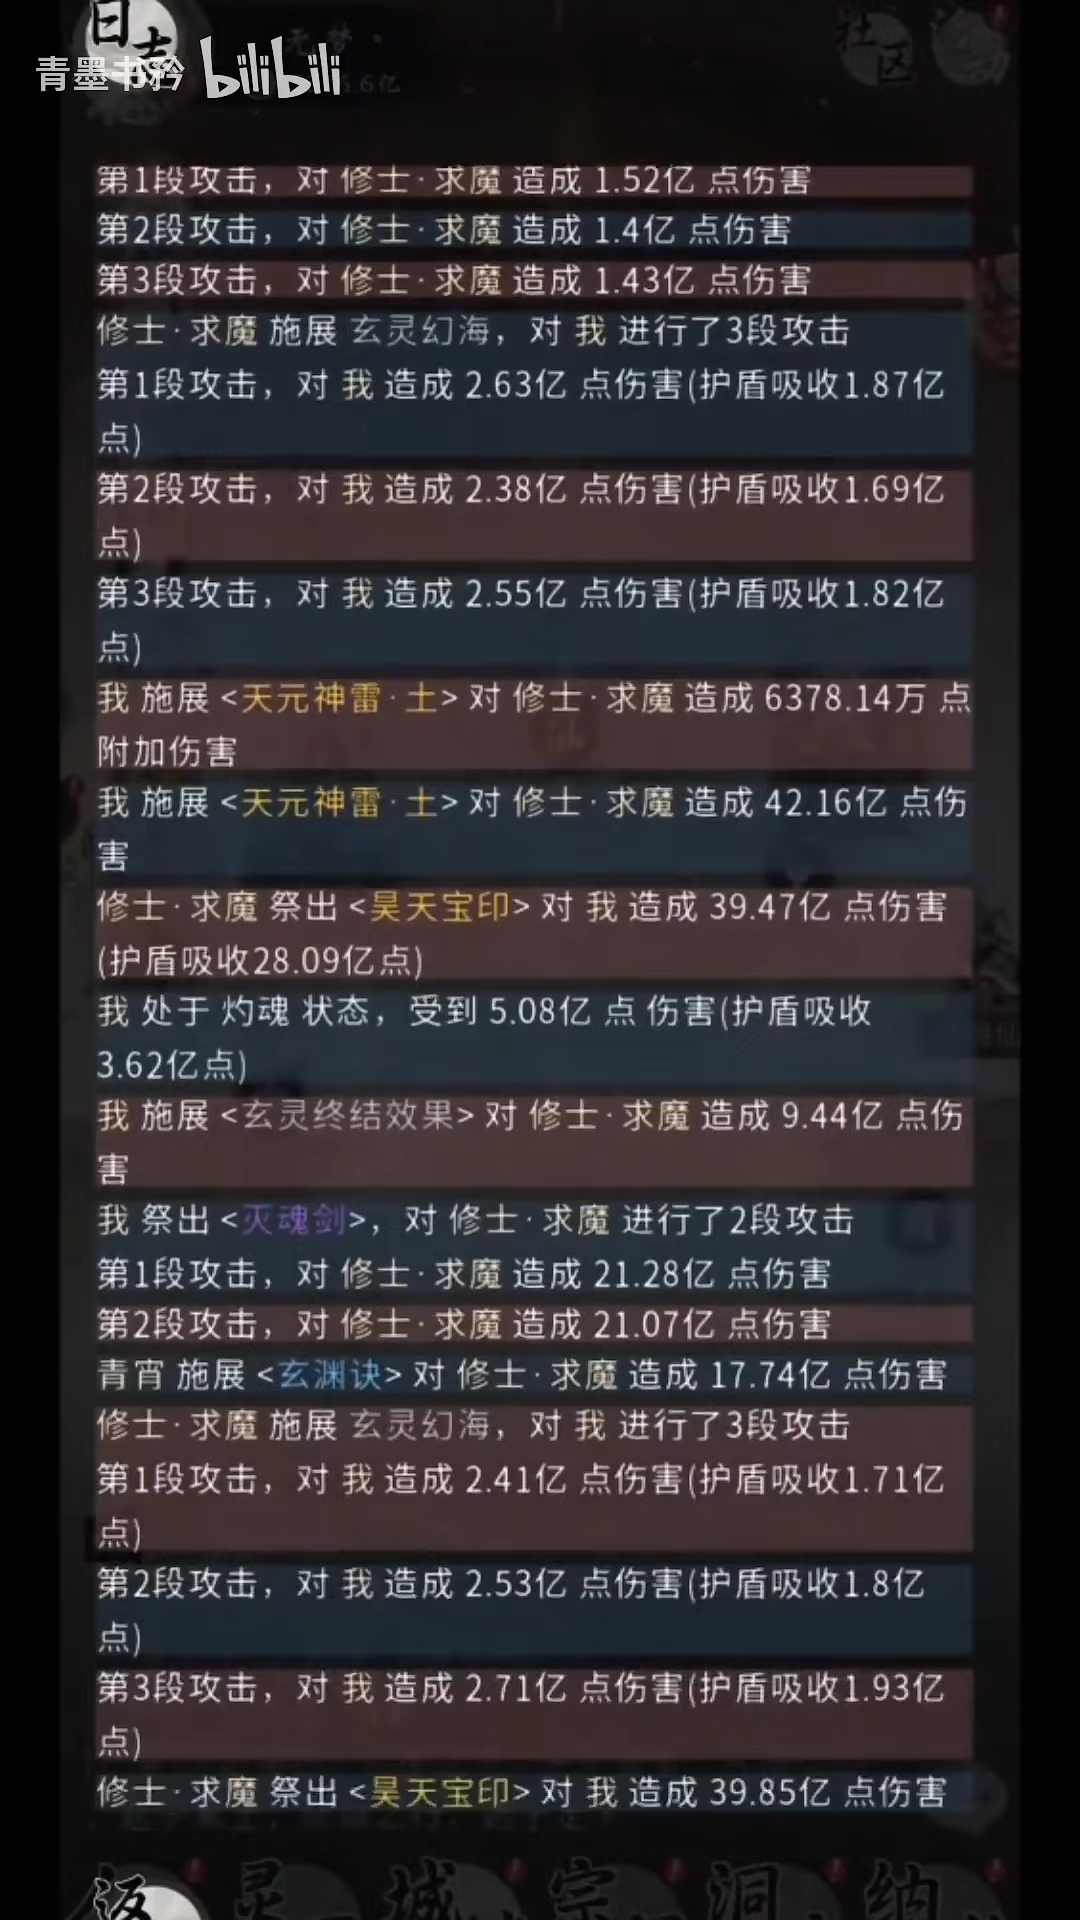 日志
青墨书矜 bilibili
社区
第1段攻击，对 修士·求魔 造成 1.52亿 点伤害
第2段攻击，对 修士·求魔 造成 1.4亿 点伤害
第3段攻击，对 修士·求魔 造成 1.43亿 点伤害
修士·求魔 施展 玄灵幻海，对 我 进行了3段攻击
第1段攻击，对 我 造成 2.63亿 点伤害(护盾吸收1.87亿
点)
第2段攻击，对 我 造成 2.38亿 点伤害(护盾吸收1.69亿
点)
第3段攻击，对 我 造成 2.55亿 点伤害(护盾吸收1.82亿
点)
我 施展 <天元神雷·土> 对 修士·求魔 造成 6378.14万 点
附加伤害
我 施展 <天元神雷·土> 对 修士·求魔 造成 42.16亿 点伤
害
修士·求魔 祭出 <昊天宝印> 对 我 造成 39.47亿 点伤害
(护盾吸收28.09亿点)
我 处于 灼魂 状态，受到 5.08亿 点 伤害(护盾吸收
3.62亿点)
我 施展 <玄灵终结效果> 对 修士·求魔 造成 9.44亿 点伤
害
我 祭出 <灭魂剑>，对 修士·求魔 进行了2段攻击
第1段攻击，对 修士·求魔 造成 21.28亿 点伤害
第2段攻击，对 修士·求魔 造成 21.07亿 点伤害
青宵 施展 <玄渊诀> 对 修士·求魔 造成 17.74亿 点伤害
修士·求魔 施展 玄灵幻海，对 我 进行了3段攻击
第1段攻击，对 我 造成 2.41亿 点伤害(护盾吸收1.71亿
点)
第2段攻击，对 我 造成 2.53亿 点伤害(护盾吸收1.8亿
点)
第3段攻击，对 我 造成 2.71亿 点伤害(护盾吸收1.93亿
点)
修士·求魔 祭出 <昊天宝印> 对 我 造成 39.85亿 点伤害
返 灵 城 宗 洞 纳